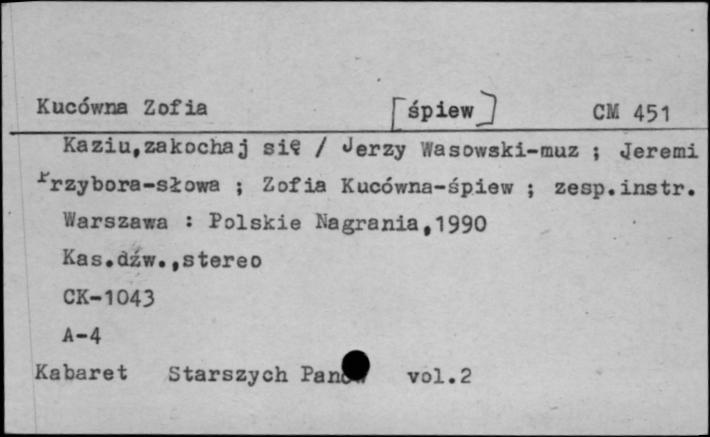 Kucówna Zofia [śpiew] CM 451
Kaziu,zakochaj się / Jerzy Wasowski-muz ; Jeremi
Przybora-słowa ; Zofia Kucówna-śpiew ; zesp.instr.
Warszawa : Polskie Nagrania,1990
Kas.dźw.,stereo
CK-1043
A-4
Kabaret Starszych Panów vol.2